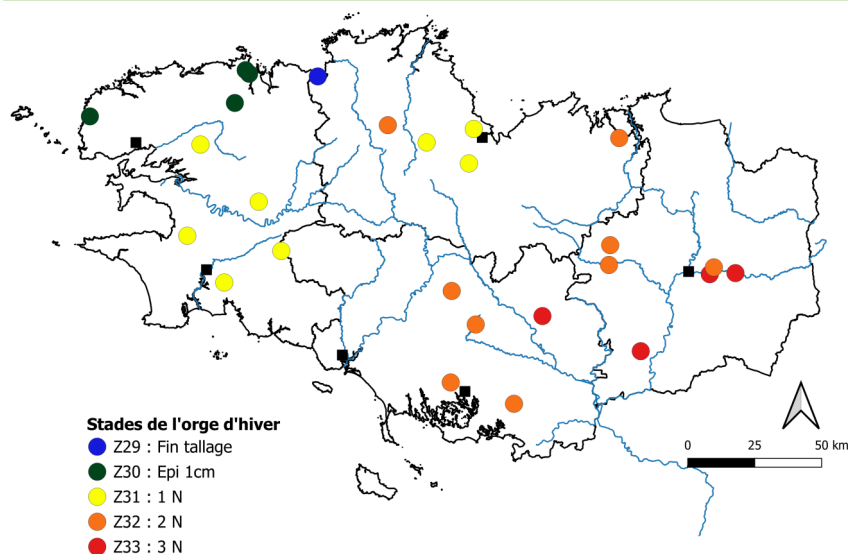 Stades de l'orge d'hiver
Z29 : Fin tallage
Z30 : Epi 1cm
Z31 : 1 N
Z32 : 2 N
Z33 : 3 N
0 25 50 km